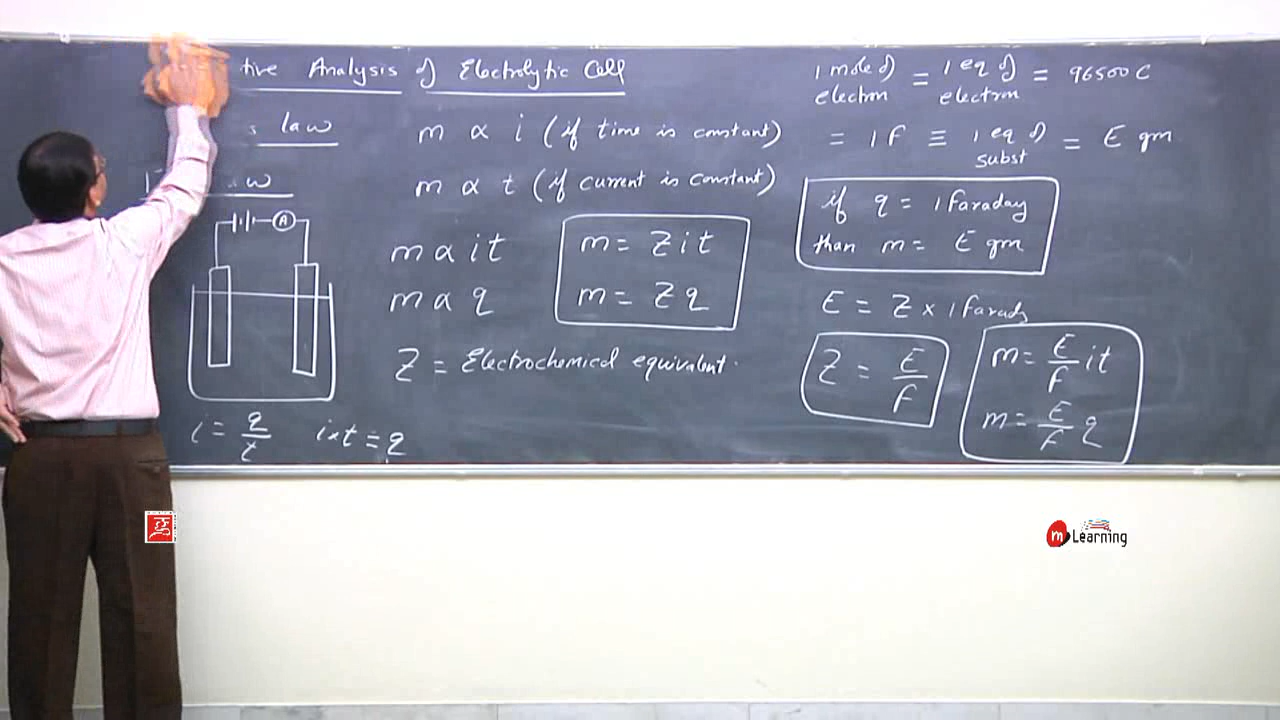 tive Analysis of Electrolytic Cell
s law
m ∝ i (if time is constant)
m ∝ t (if current is constant)
A
m ∝ it
m ∝ q
m = Zit
m = Zq
Z = Electrochemical equivalent.
i = q/t
i×t = q
1 mole of electron = 1 eq of electron = 96500 C
= 1F ≡ 1 eq of subst = E gm
if q = 1 faraday
than m = E gm
E = Z × 1 farady
Z = E/F
m = E/F it
m = E/F q
m Learning